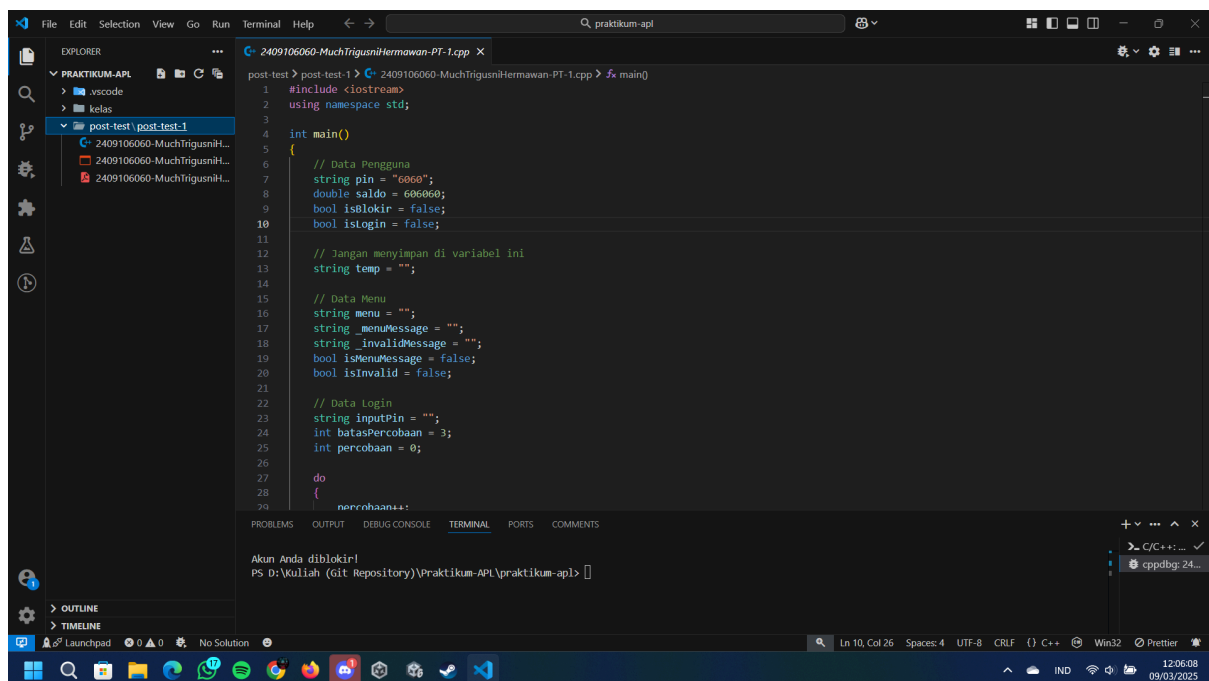 File Edit Selection View Go Run Terminal Help
praktikum-apl
EXPLORER
PRAKTIKUM-APL
.vscode
kelas
post-test\post-test-1
2409106060-MuchTrigusniH...
2409106060-MuchTrigusniH...
2409106060-MuchTrigusniH...
OUTLINE
TIMELINE
2409106060-MuchTrigusniHermawan-PT-1.cpp
post-test > post-test-1 > 2409106060-MuchTrigusniHermawan-PT-1.cpp > main()
1 #include <iostream>
2 using namespace std;
3
4 int main()
5 {
6 // Data Pengguna
7 string pin = "6060";
8 double saldo = 606060;
9 bool isBlokir = false;
10 bool isLogin = false;
11
12 // Jangan menyimpan di variabel ini
13 string temp = "";
14
15 // Data Menu
16 string menu = "";
17 string _menuMessage = "";
18 string _invalidMessage = "";
19 bool isMenuMessage = false;
20 bool isInvalid = false;
21
22 // Data Login
23 string inputPin = "";
24 int batasPercobaan = 3;
25 int percobaan = 0;
26
27 do
28 {
29 percobaan++;
PROBLEMS OUTPUT DEBUG CONSOLE TERMINAL PORTS COMMENTS
Akun Anda diblokir!
PS D:\Kuliah (Git Repository)\Praktikum-APL\praktikum-apl>
C/C++: ...
cppdbg: 24...
Launchpad 0 0 0 No Solution
Ln 10, Col 26 Spaces: 4 UTF-8 CRLF {} C++ Win32 Prettier
1
17
IND
12:06:08
09/03/2025